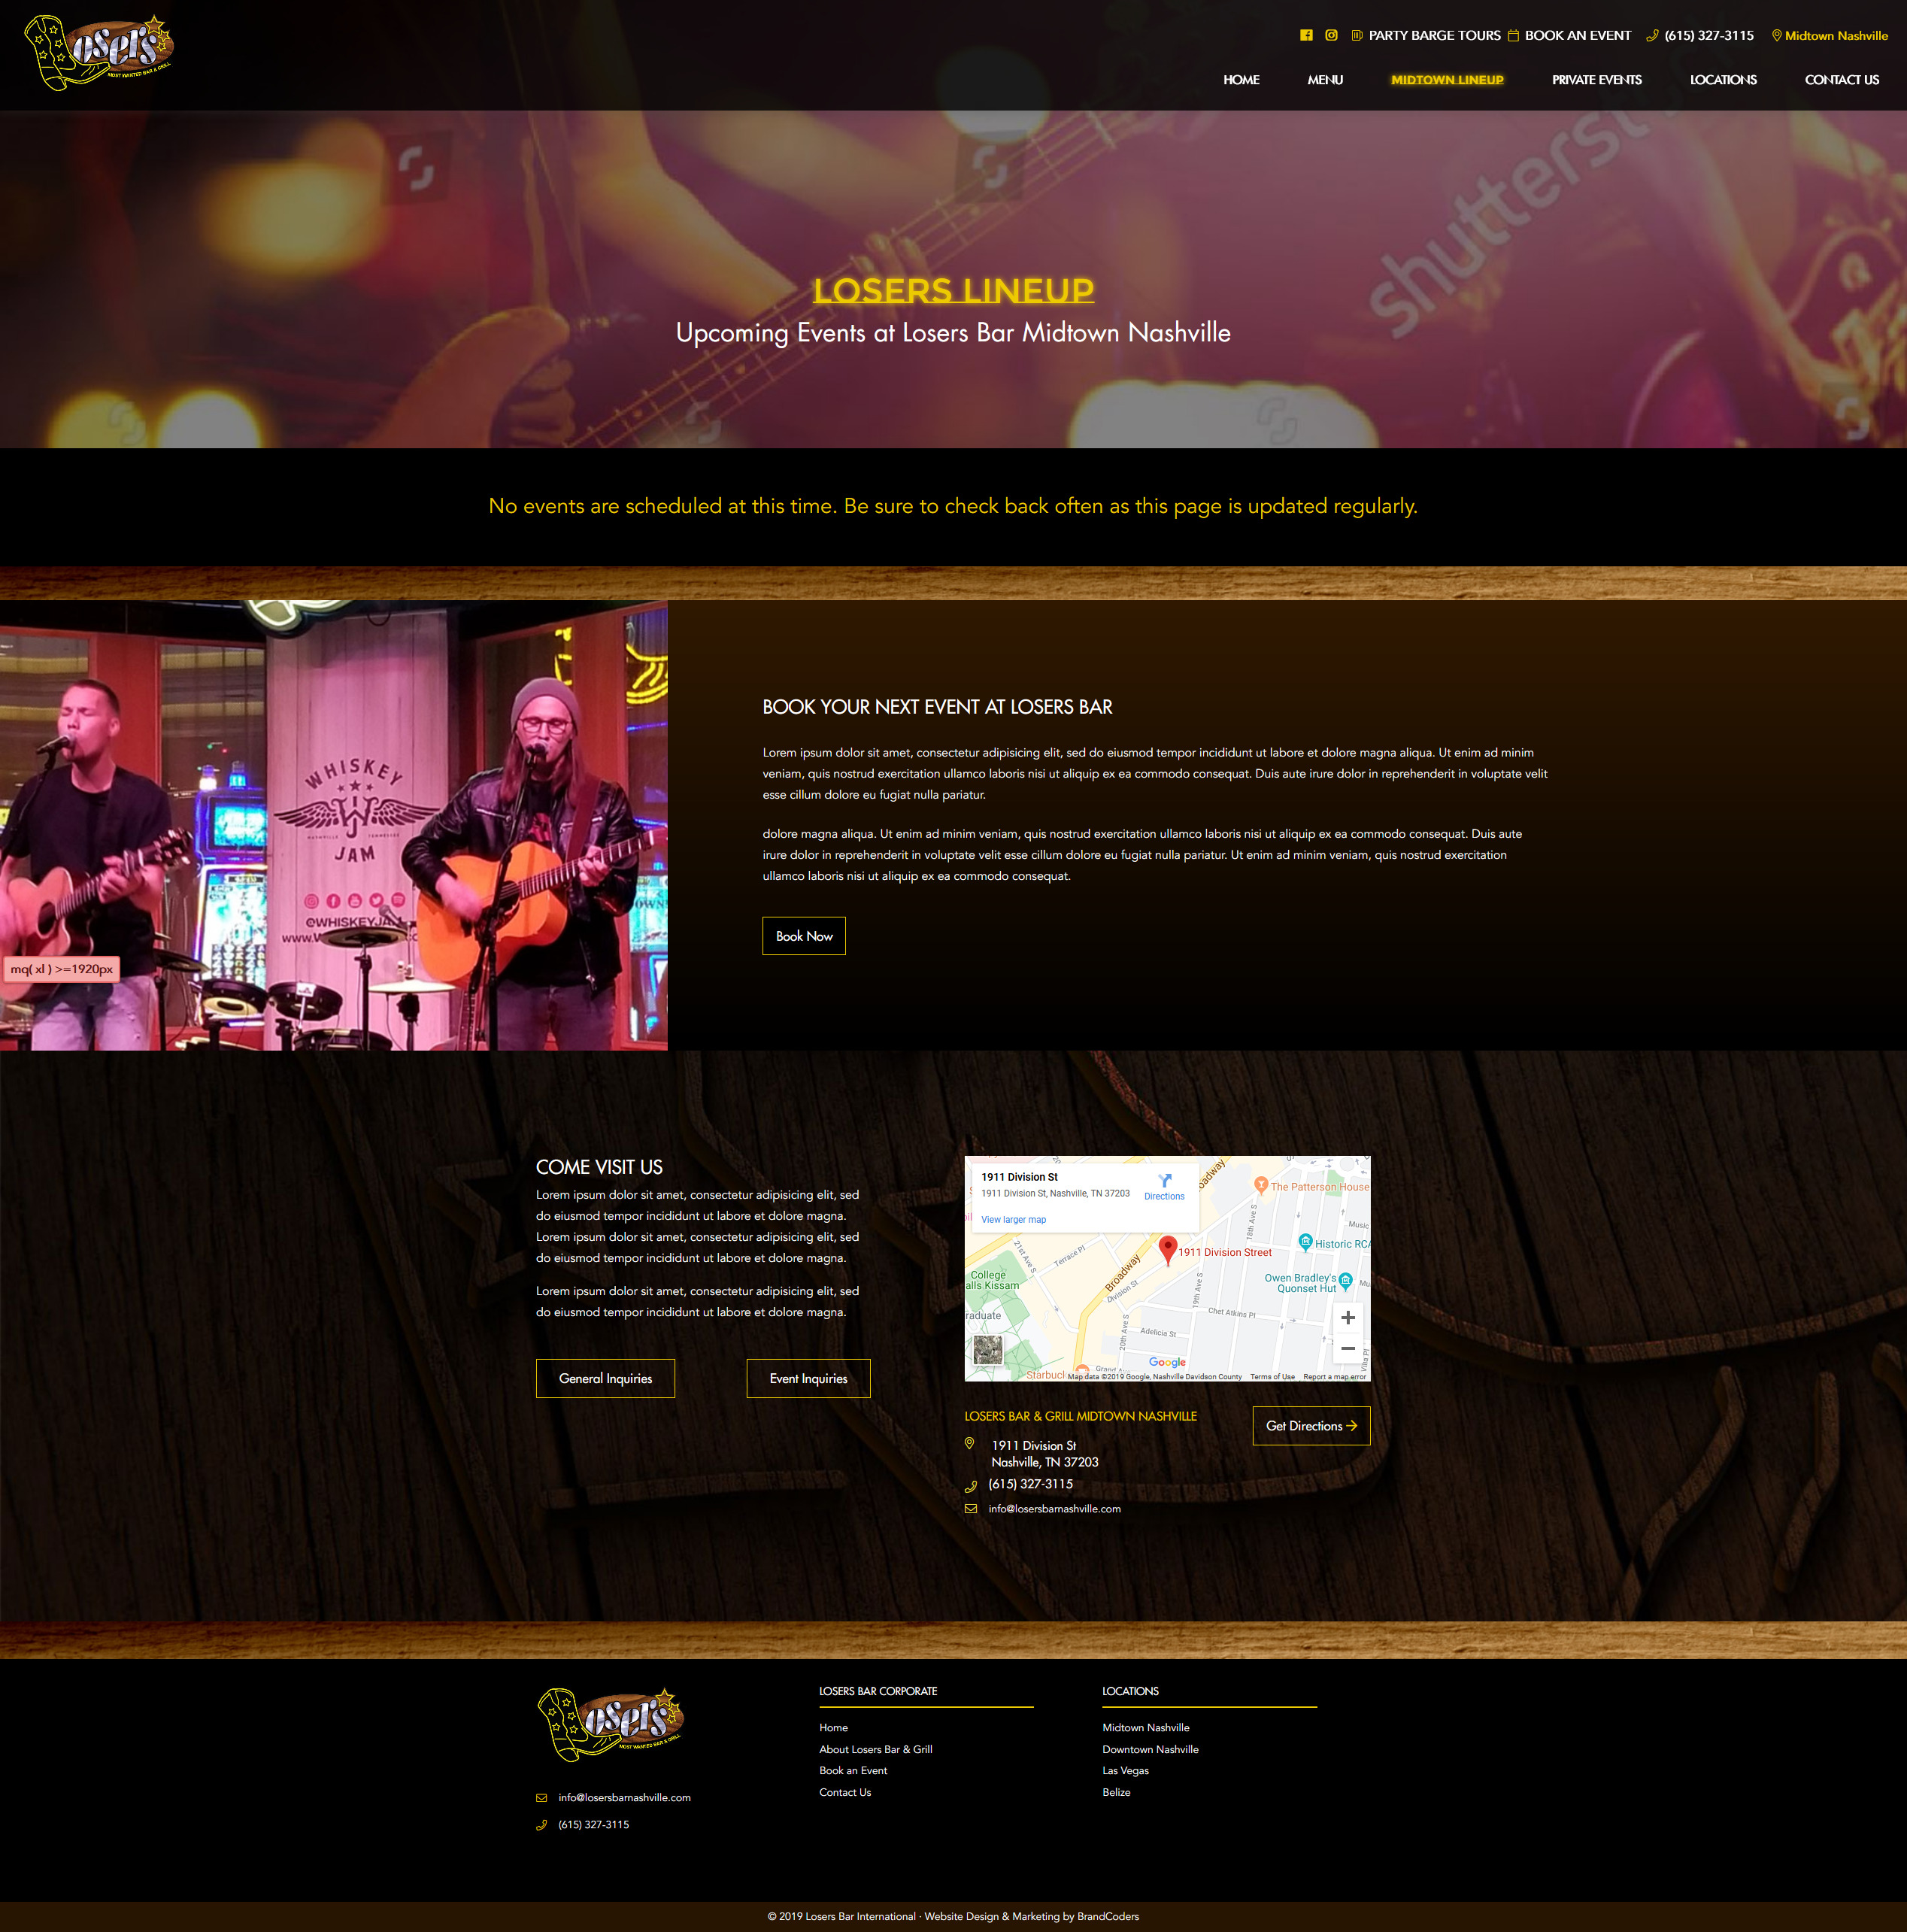 Losers
MOST WANTED BAR & GRILL
PARTY BARGE TOURS BOOK AN EVENT (615) 327-3115 Midtown Nashville
HOME MENU MIDTOWN LINEUP PRIVATE EVENTS LOCATIONS CONTACT US
shutterst
LOSERS LINEUP
Upcoming Events at Losers Bar Midtown Nashville
No events are scheduled at this time. Be sure to check back often as this page is updated regularly.
WHISKEY
WJ
NASHVILLE TENNESSEE
JAM
@WHISKEYJAM
www.W
mq( xl ) >=1920px
BOOK YOUR NEXT EVENT AT LOSERS BAR
Lorem ipsum dolor sit amet, consectetur adipisicing elit, sed do eiusmod tempor incididunt ut labore et dolore magna aliqua. Ut enim ad minim
veniam, quis nostrud exercitation ullamco laboris nisi ut aliquip ex ea commodo consequat. Duis aute irure dolor in reprehenderit in voluptate velit
esse cillum dolore eu fugiat nulla pariatur.
dolore magna aliqua. Ut enim ad minim veniam, quis nostrud exercitation ullamco laboris nisi ut aliquip ex ea commodo consequat. Duis aute
irure dolor in reprehenderit in voluptate velit esse cillum dolore eu fugiat nulla pariatur. Ut enim ad minim veniam, quis nostrud exercitation
ullamco laboris nisi ut aliquip ex ea commodo consequat.
Book Now
COME VISIT US
Lorem ipsum dolor sit amet, consectetur adipisicing elit, sed
do eiusmod tempor incididunt ut labore et dolore magna.
Lorem ipsum dolor sit amet, consectetur adipisicing elit, sed
do eiusmod tempor incididunt ut labore et dolore magna.
Lorem ipsum dolor sit amet, consectetur adipisicing elit, sed
do eiusmod tempor incididunt ut labore et dolore magna.
General Inquiries
Event Inquiries
1911 Division St
1911 Division St, Nashville, TN 37203
Directions
View larger map
oadway
The Patterson House
18th Ave S
Music
Historic RCA
1911 Division Street
21st Ave S
Terrace Pl
Broadway
Division St
19th Ave S
College
alls Kissam
Owen Bradley's
Quonset Hut
Mu
Chet Atkins Pl
raduate
20th Ave S
Adelicia St
Grand Av
Villa Pl
Starbucl
Google
Map data ©2019 Google, Nashville Davidson County Terms of Use Report a map error
LOSERS BAR & GRILL MIDTOWN NASHVILLE
Get Directions →
1911 Division St
Nashville, TN 37203
(615) 327-3115
info@losersbarnashville.com
Losers
MOST WANTED BAR & GRILL
info@losersbarnashville.com
(615) 327-3115
LOSERS BAR CORPORATE
Home
About Losers Bar & Grill
Book an Event
Contact Us
LOCATIONS
Midtown Nashville
Downtown Nashville
Las Vegas
Belize
© 2019 Losers Bar International · Website Design & Marketing by BrandCoders